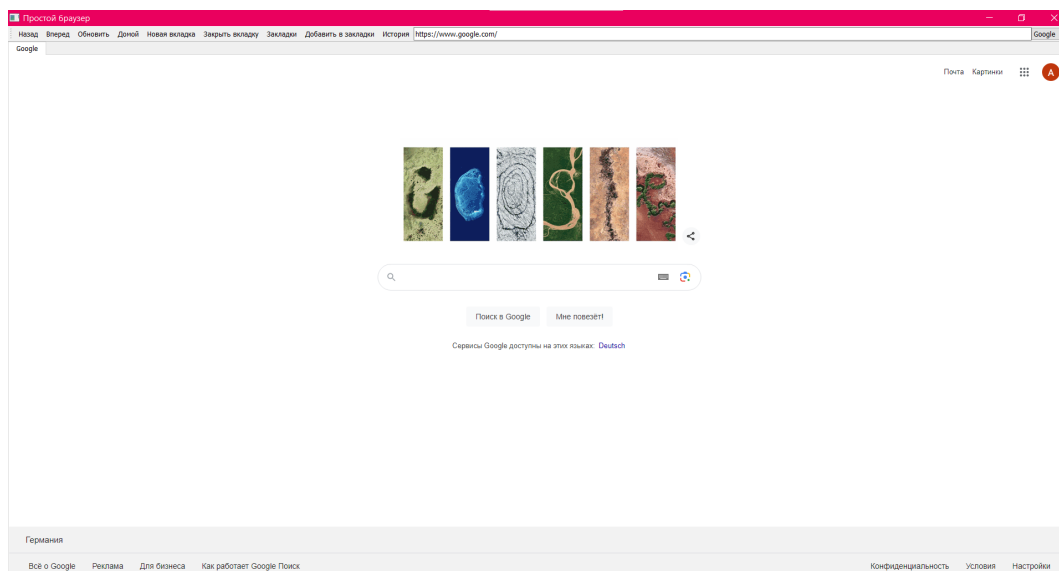 Простой браузер
Назад Вперед Обновить Домой Новая вкладка Закрыть вкладку Закладки Добавить в закладки История https://www.google.com/ Google
Google
Почта Картинки A
Поиск в Google Мне повезёт!
Сервисы Google доступны на этих языках: Deutsch
Германия
Всё о Google Реклама Для бизнеса Как работает Google Поиск Конфиденциальность Условия Настройки